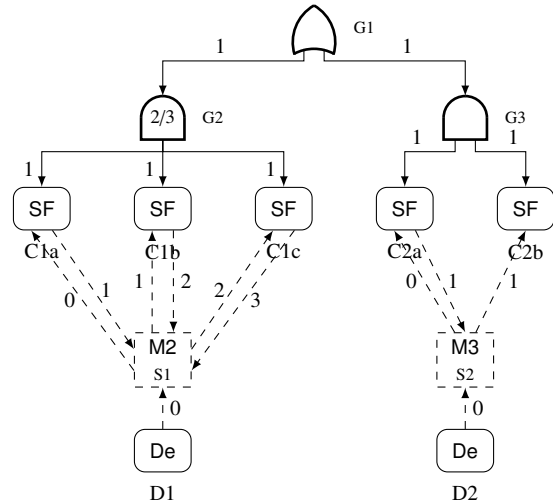 G1
1 1
2/3 G2 G3
1 1 1 1 1
SF SF SF SF SF
C1a C1b C1c C2a C2b
0 1 1 2 2 3 0 1 1
M2 M3
S1 S2
0 0
De De
D1 D2